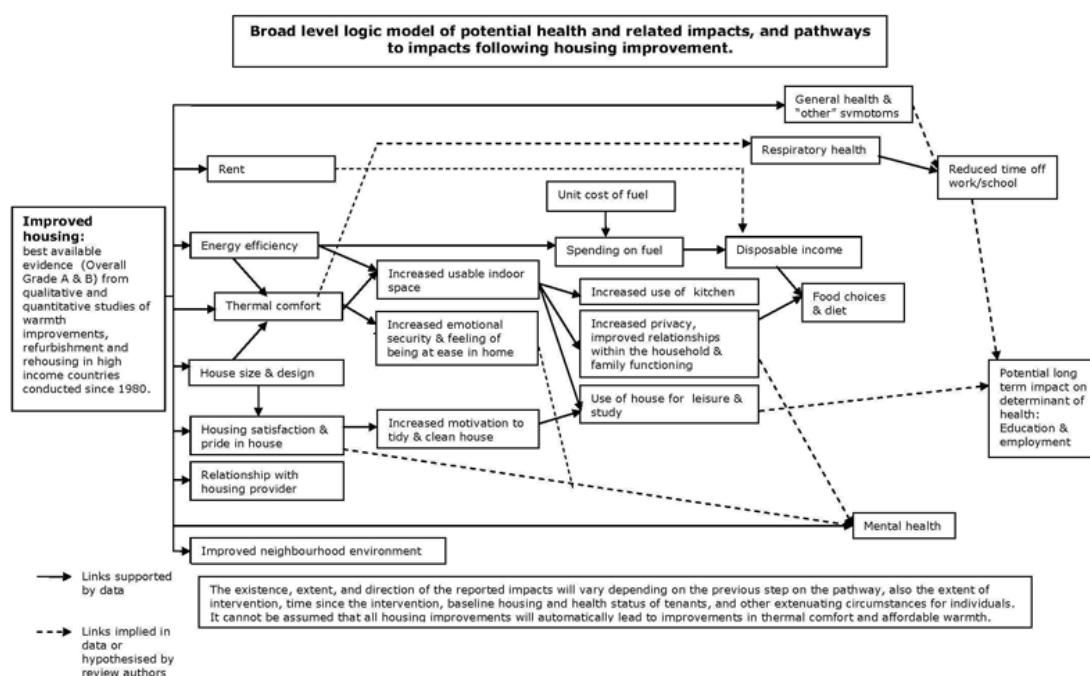 Broad level logic model of potential health and related impacts, and pathways
to impacts following housing improvement.
General health &
"other" symptoms
Respiratory health
Reduced time off
work/school
Rent
Unit cost of fuel
Improved
housing:
best available
evidence (Overall
Grade A & B) from
qualitative and
quantitative studies of
warmth
improvements,
refurbishment and
rehousing in high
income countries
conducted since 1980.
Energy efficiency
Spending on fuel
Disposable income
Increased usable indoor
space
Increased use of kitchen
Thermal comfort
Food choices
& diet
Increased emotional
security & feeling of
being at ease in home
Increased privacy,
improved relationships
within the household &
family functioning
House size & design
Potential long
term impact on
determinant of
health:
Education &
employment
Use of house for leisure &
study
Housing satisfaction &
pride in house
Increased motivation to
tidy & clean house
Relationship with
housing provider
Mental health
Improved neighbourhood environment
Links supported
by data
The existence, extent, and direction of the reported impacts will vary depending on the previous step on the pathway, also the extent of
intervention, time since the intervention, baseline housing and health status of tenants, and other extenuating circumstances for individuals.
It cannot be assumed that all housing improvements will automatically lead to improvements in thermal comfort and affordable warmth.
Links implied in
data or
hypothesised by
review authors